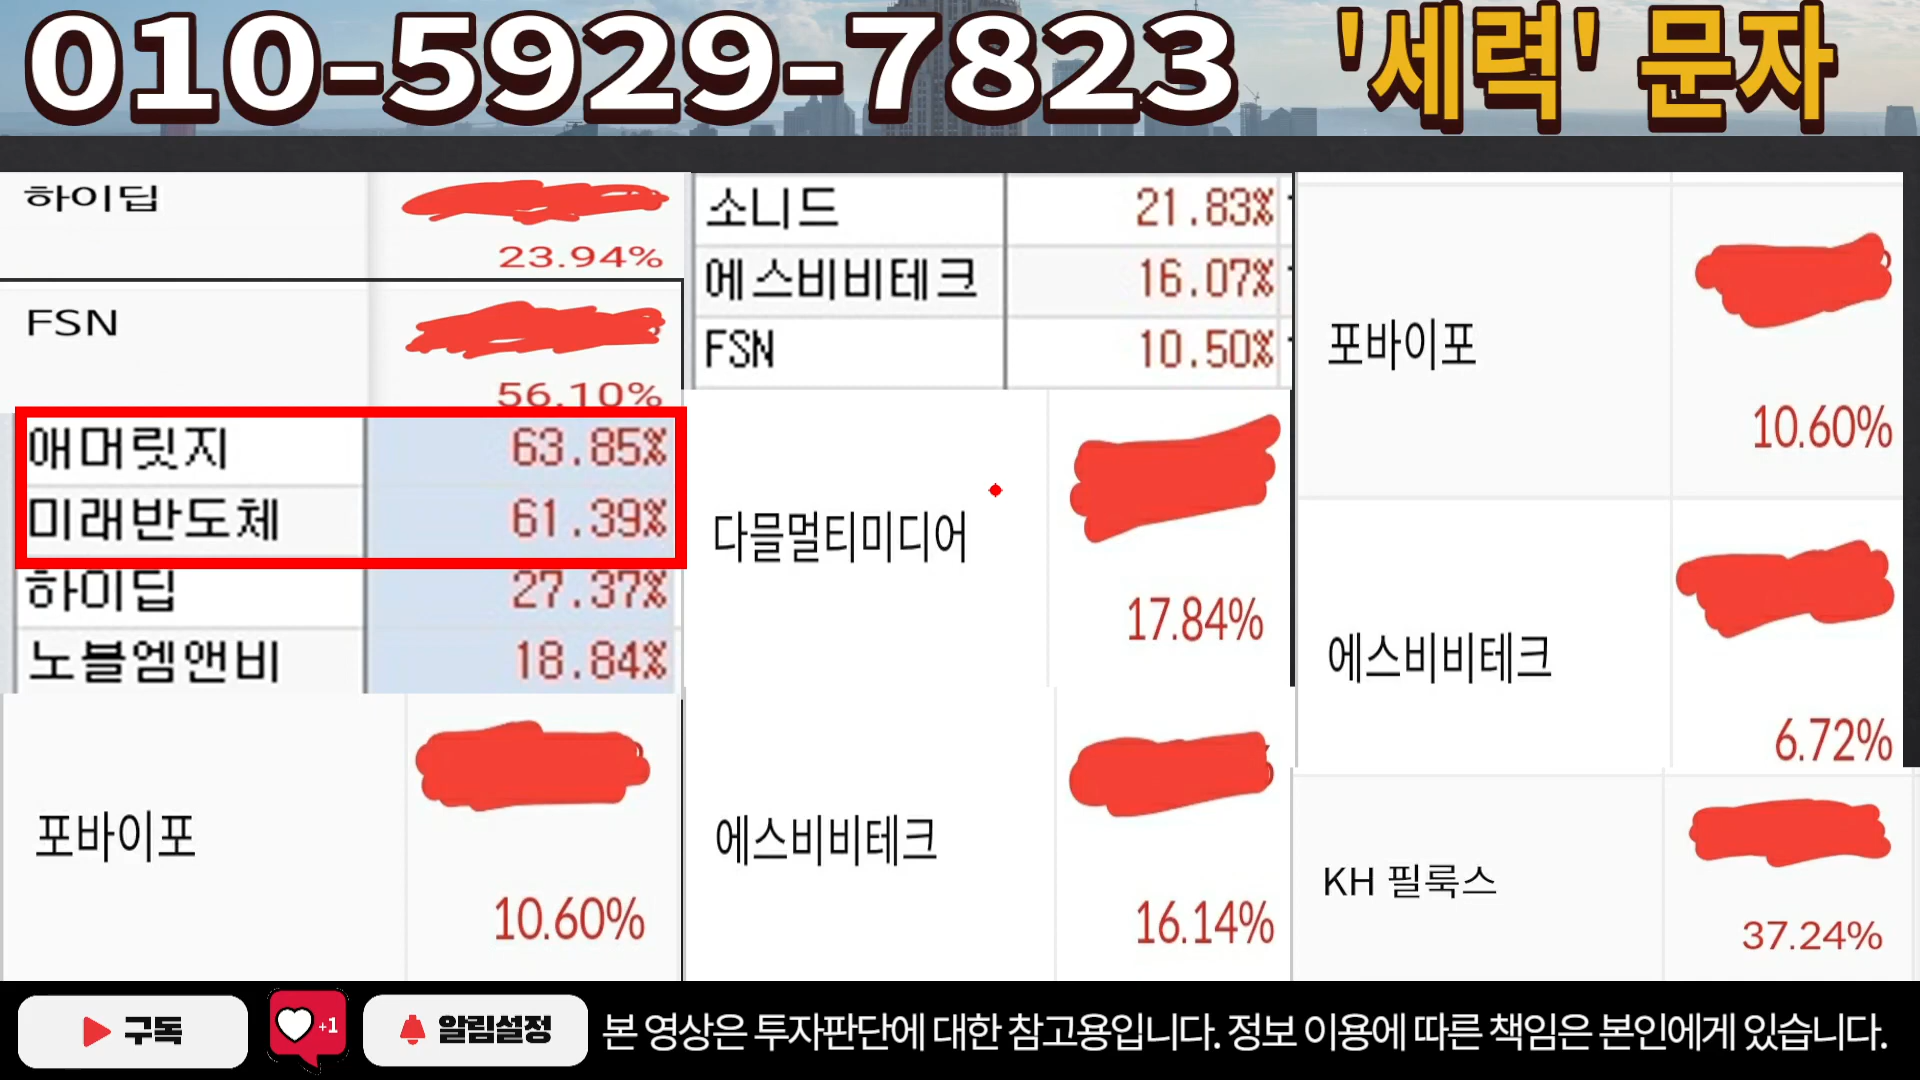 010-5929-7823 '세력' 문자
하이딥
23.94%
FSN
56.10%
애머릿지 63.85%
미래반도체 61.39%
하이딥 27.37%
노블엠앤비 18.84%
포바이포
10.60%
소니드 21.83%
에스비비테크 16.07%
FSN 10.50%
다믈멀티미디어
17.84%
에스비비테크
16.14%
포바이포
10.60%
에스비비테크
6.72%
KH 필룩스
37.24%
구독 +1 알림설정 본 영상은 투자판단에 대한 참고용입니다. 정보 이용에 따른 책임은 본인에게 있습니다.